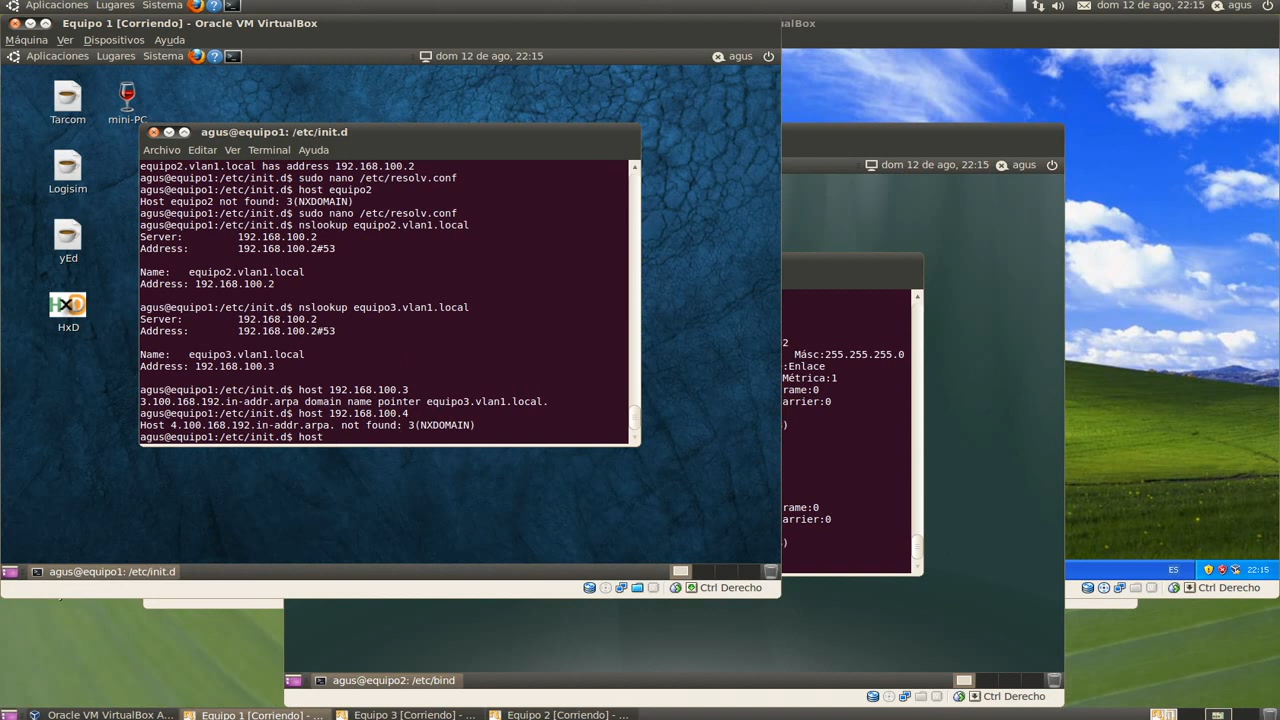 Aplicaciones Lugares Sistema
dom 12 de ago, 22:15 agus
Equipo 1 [Corriendo] - Oracle VM VirtualBox
ualBox
Máquina Ver Dispositivos Ayuda
Aplicaciones Lugares Sistema
dom 12 de ago, 22:15
agus
Tarcom
mini-PC
Logisim
yEd
HxD
HxD
agus@equipo1: /etc/init.d
Archivo Editar Ver Terminal Ayuda
equipo2.vlan1.local has address 192.168.100.2
agus@equipo1:/etc/init.d$ sudo nano /etc/resolv.conf
agus@equipo1:/etc/init.d$ host equipo2
Host equipo2 not found: 3(NXDOMAIN)
agus@equipo1:/etc/init.d$ sudo nano /etc/resolv.conf
agus@equipo1:/etc/init.d$ nslookup equipo2.vlan1.local
Server: 192.168.100.2
Address: 192.168.100.2#53
Name: equipo2.vlan1.local
Address: 192.168.100.2
agus@equipo1:/etc/init.d$ nslookup equipo3.vlan1.local
Server: 192.168.100.2
Address: 192.168.100.2#53
Name: equipo3.vlan1.local
Address: 192.168.100.3
agus@equipo1:/etc/init.d$ host 192.168.100.3
3.100.168.192.in-addr.arpa domain name pointer equipo3.vlan1.local.
agus@equipo1:/etc/init.d$ host 192.168.100.4
Host 4.100.168.192.in-addr.arpa. not found: 3(NXDOMAIN)
agus@equipo1:/etc/init.d$ host
dom 12 de ago, 22:15 agus
2
Másc:255.255.255.0
:Enlace
Métrica:1
rame:0
arrier:0
)
rame:0
arrier:0
)
agus@equipo1: /etc/init.d
Ctrl Derecho
ES 22:15
Ctrl Derecho
agus@equipo2: /etc/bind
Ctrl Derecho
Oracle VM VirtualBox A...
Equipo 1 [Corriendo] - ...
Equipo 3 [Corriendo] - ...
Equipo 2 [Corriendo] - ...